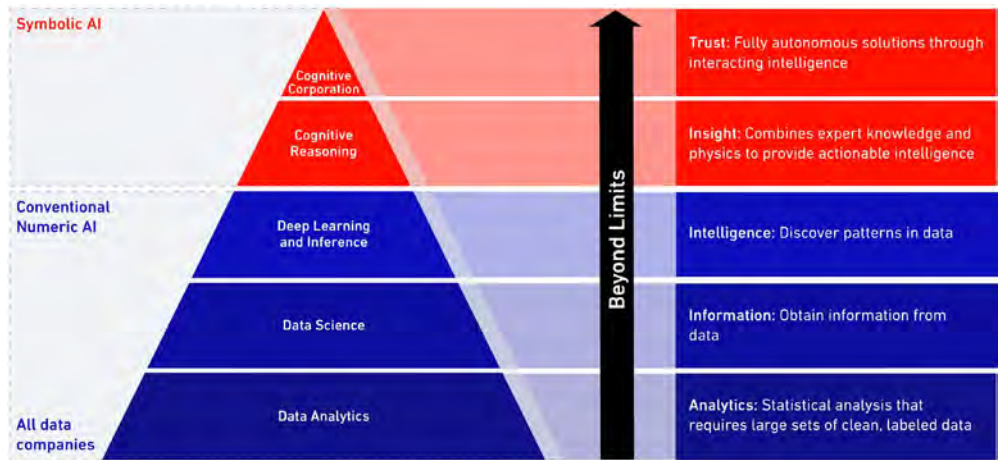 Symbolic AI
Cognitive
Corporation
Trust: Fully autonomous solutions through
interacting intelligence
Cognitive
Reasoning
Insight: Combines expert knowledge and
physics to provide actionable intelligence
Conventional
Numeric AI
Deep Learning
and Inference
Intelligence: Discover patterns in data
Beyond Limits
Data Science
Information: Obtain information from
data
All data
companies
Data Analytics
Analytics: Statistical analysis that
requires large sets of clean, labeled data